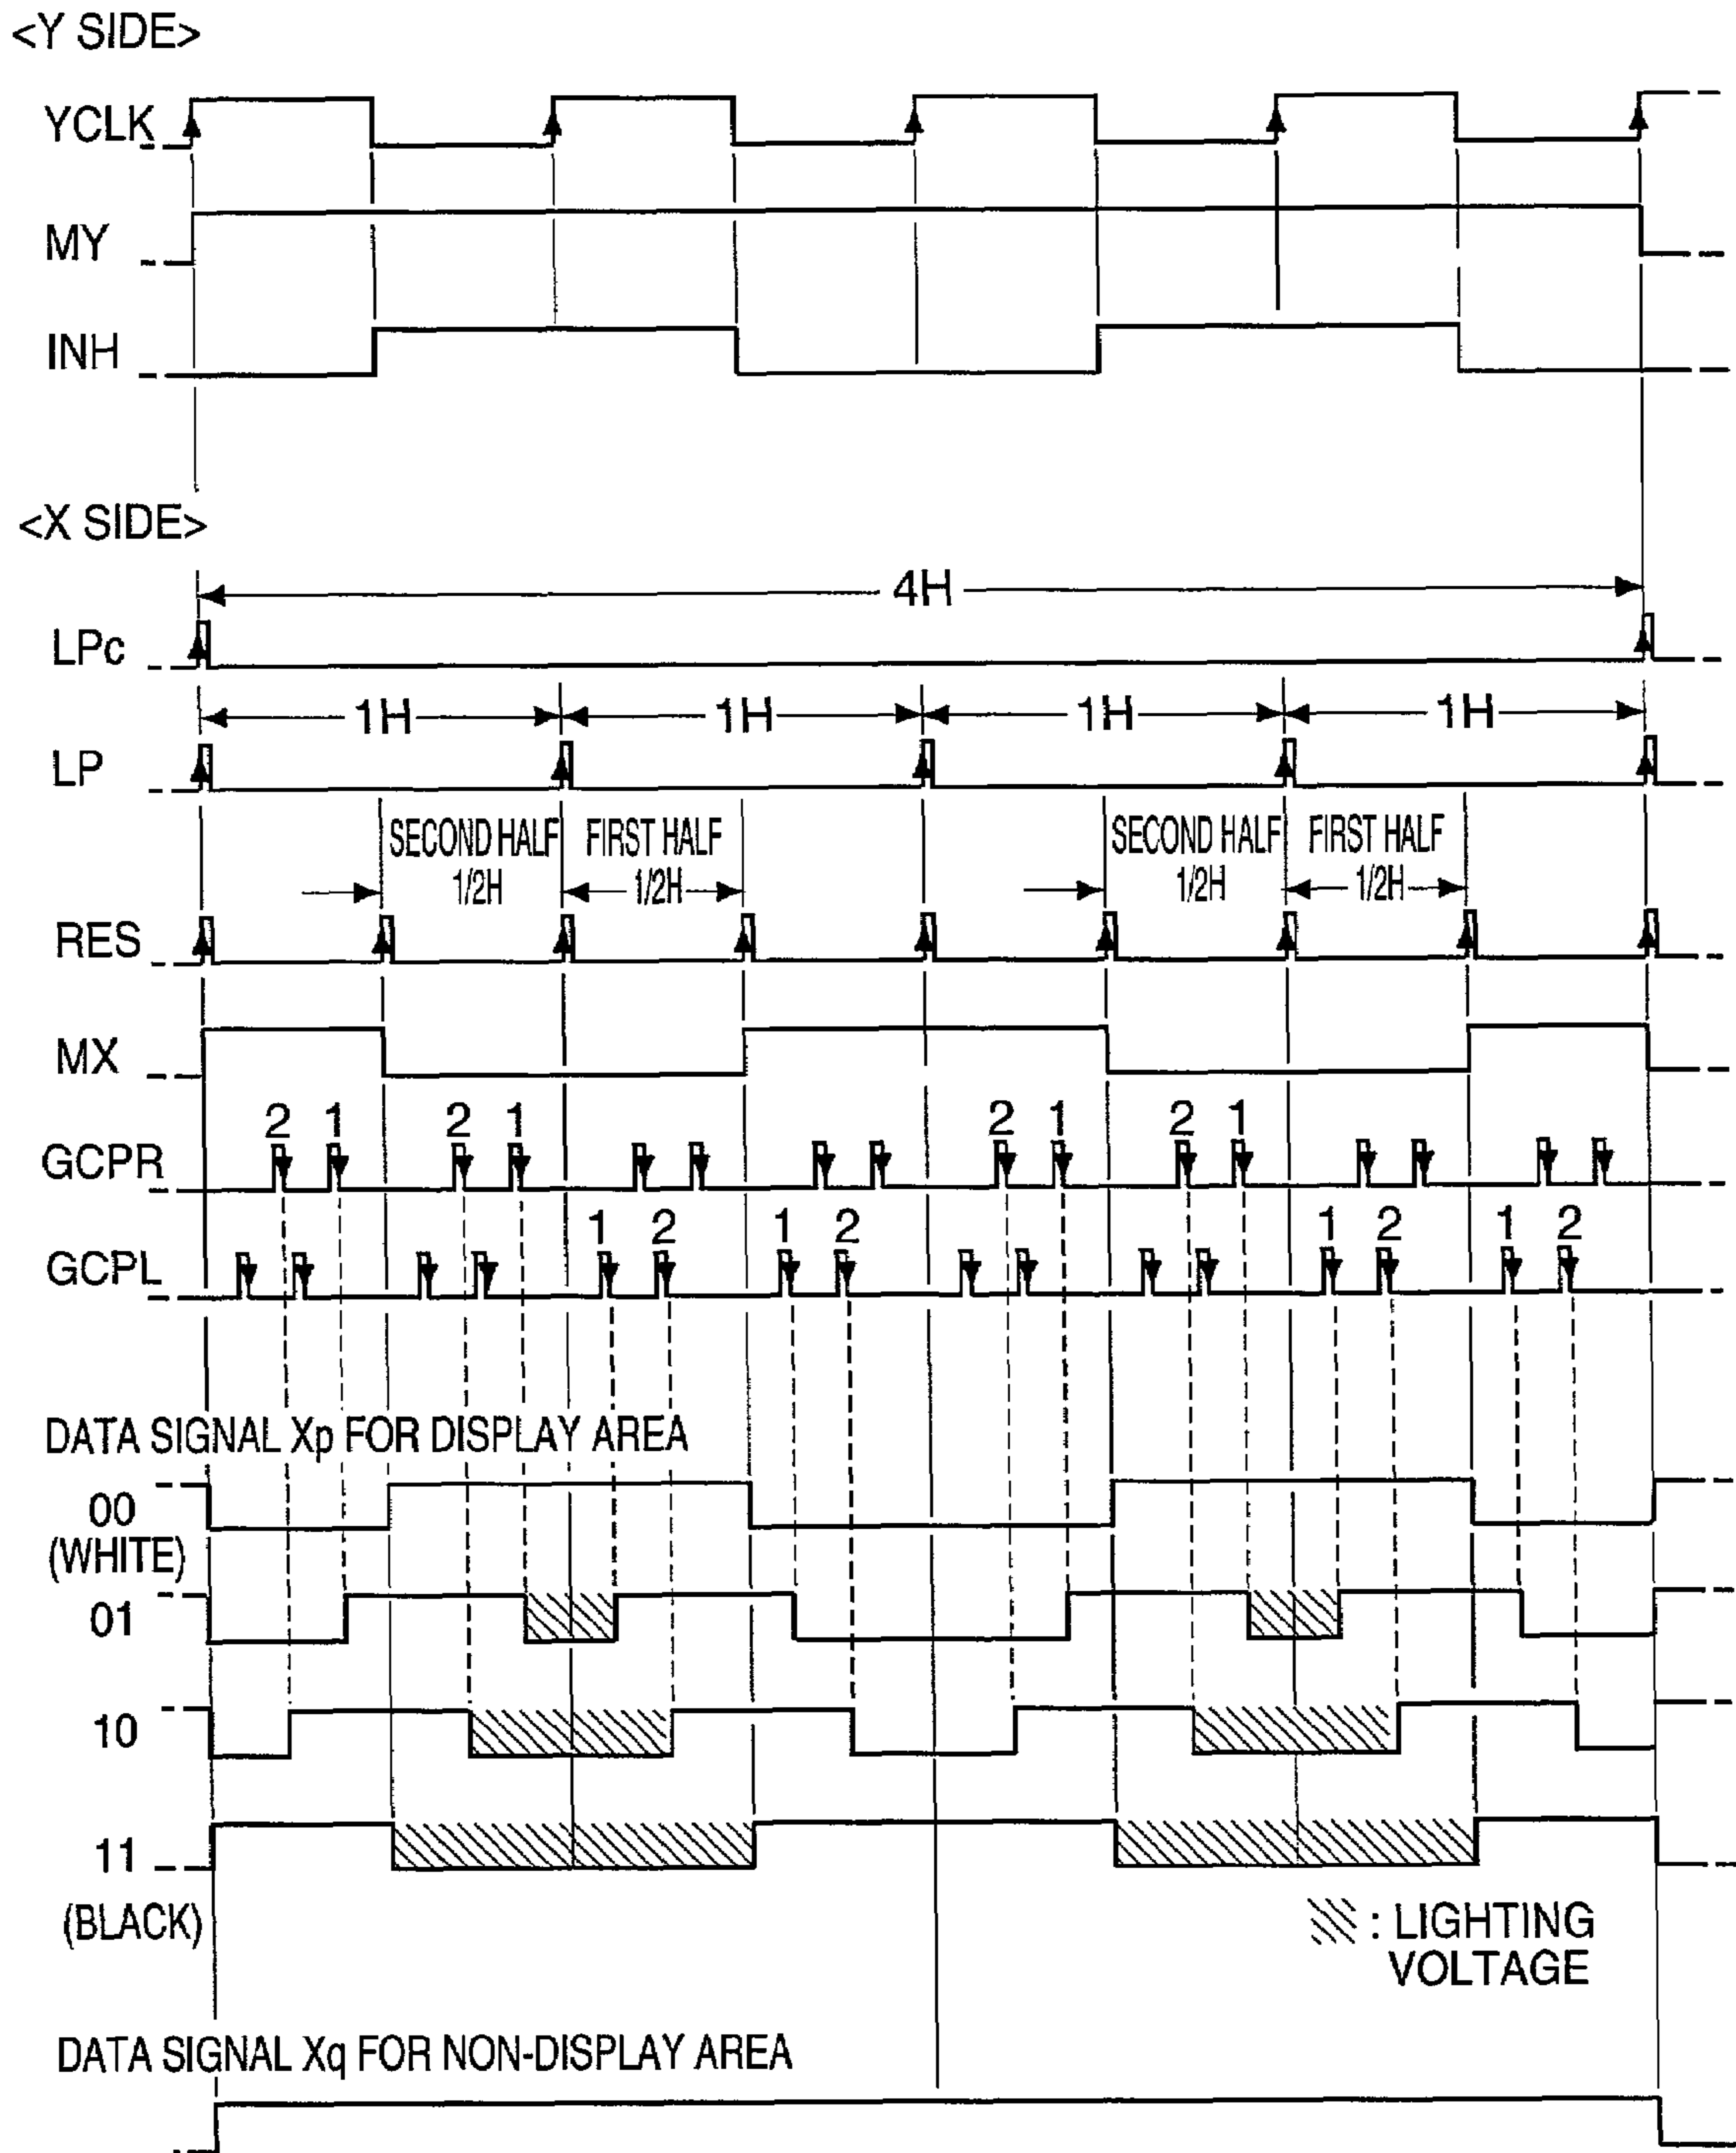 <Y SIDE>
YCLK
MY
INH
<X SIDE>
4H
LPc
1H 1H 1H 1H
LP
SECOND HALF FIRST HALF SECOND HALF FIRST HALF
1/2H 1/2H 1/2H 1/2H
RES
MX
2 1 2 1 2 1 2 1
GCPR
1 2 1 2 1 2 1 2
GCPL
DATA SIGNAL Xp FOR DISPLAY AREA
00
(WHITE)
01
10
11
(BLACK)
: LIGHTING
VOLTAGE
DATA SIGNAL Xq FOR NON-DISPLAY AREA